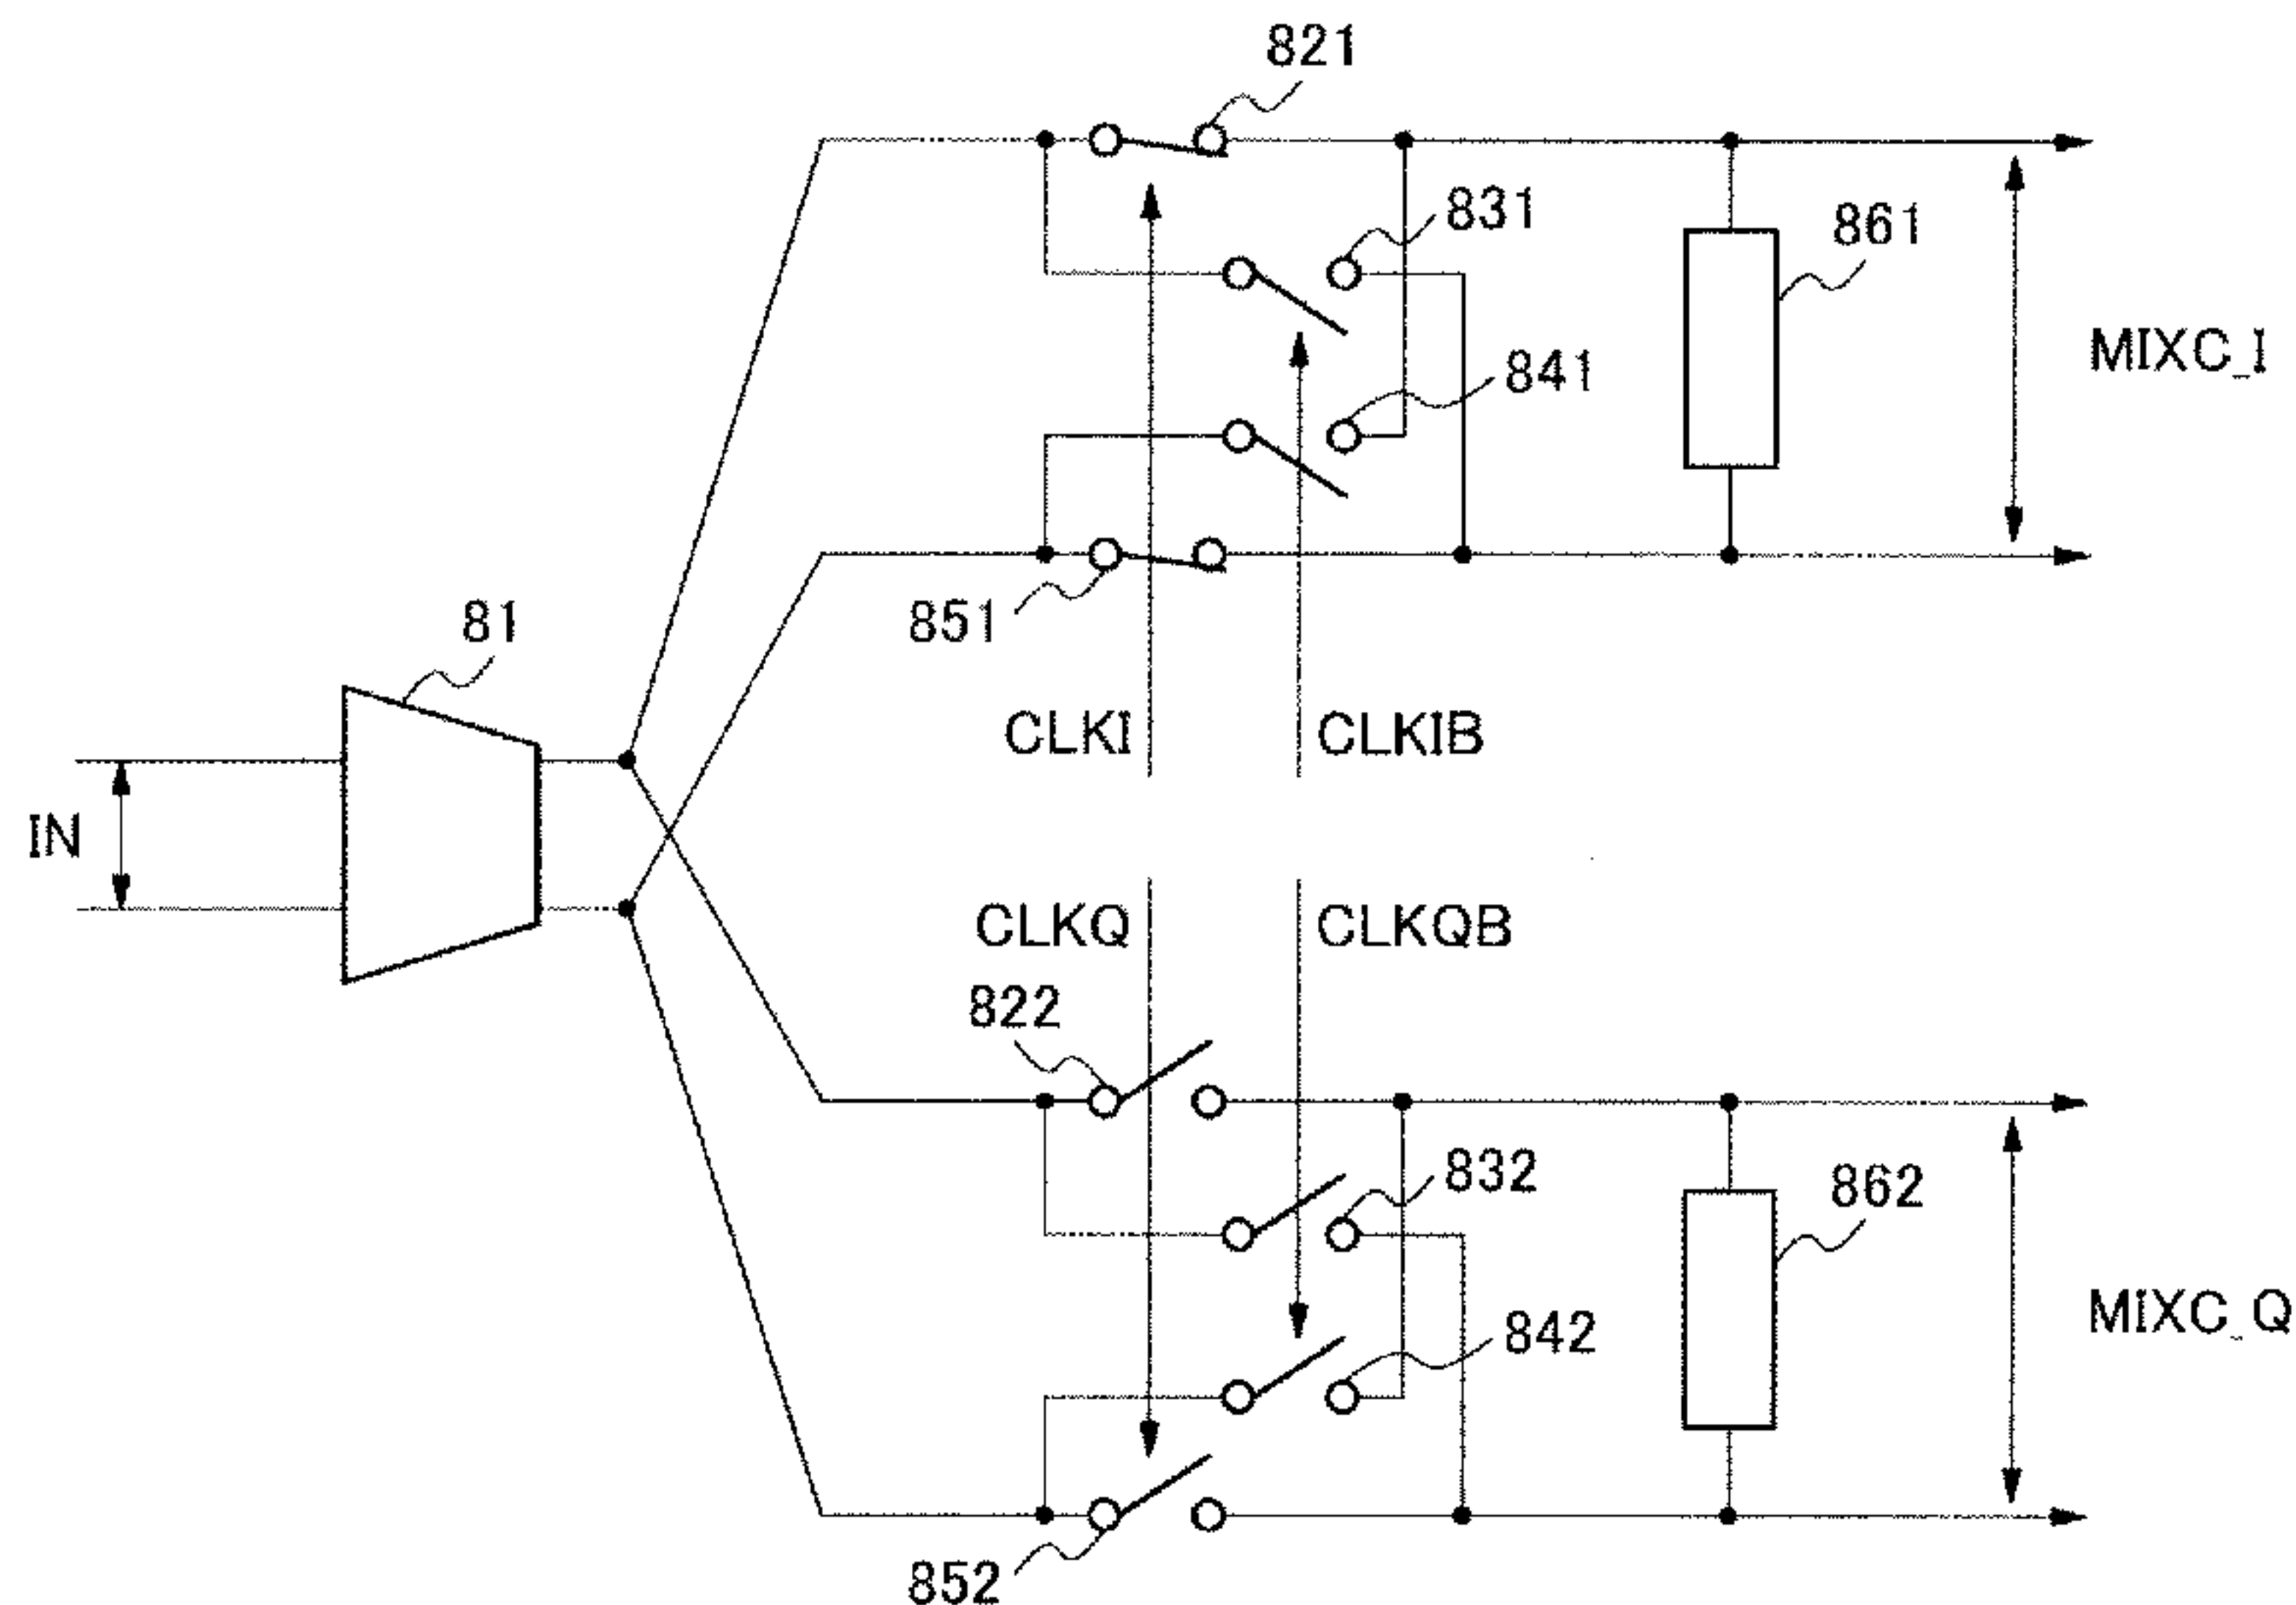 821
831
861
MIXC_I
841
851
81
CLKI
CLKIB
IN
CLKQ
CLKQB
822
832
862
MIXC_Q
842
852